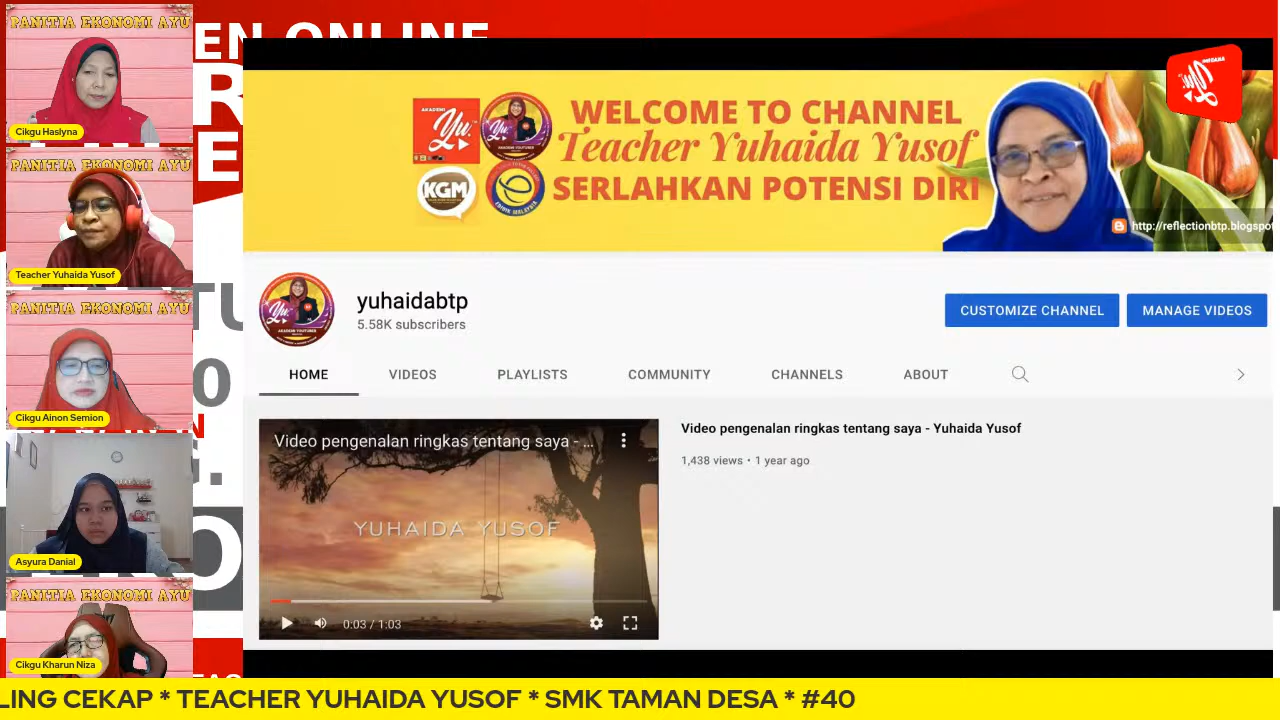 PANITIA EKONOMI AYU
Cikgu Haslyna
PANITIA EKONOMI AYU
Teacher Yuhaida Yusof
PANITIA EKONOMI AYU
Cikgu Ainon Semion
Asyura Danial
PANITIA EKONOMI AYU
Cikgu Kharun Niza
EN ONLINE
AKADEMI
Yu.
KGM
WELCOME TO CHANNEL
Teacher Yuhaida Yusof
SERLAHKAN POTENSI DIRI
http://reflectionbtp.blogspot
yuhaidabtp
5.58K subscribers
CUSTOMIZE CHANNEL
MANAGE VIDEOS
HOME VIDEOS PLAYLISTS COMMUNITY CHANNELS ABOUT
Video pengenalan ringkas tentang saya - ...
YUHAIDA YUSOF
0:03 / 1:03
Video pengenalan ringkas tentang saya - Yuhaida Yusof
1,438 views • 1 year ago
LING CEKAP * TEACHER YUHAIDA YUSOF * SMK TAMAN DESA * #40